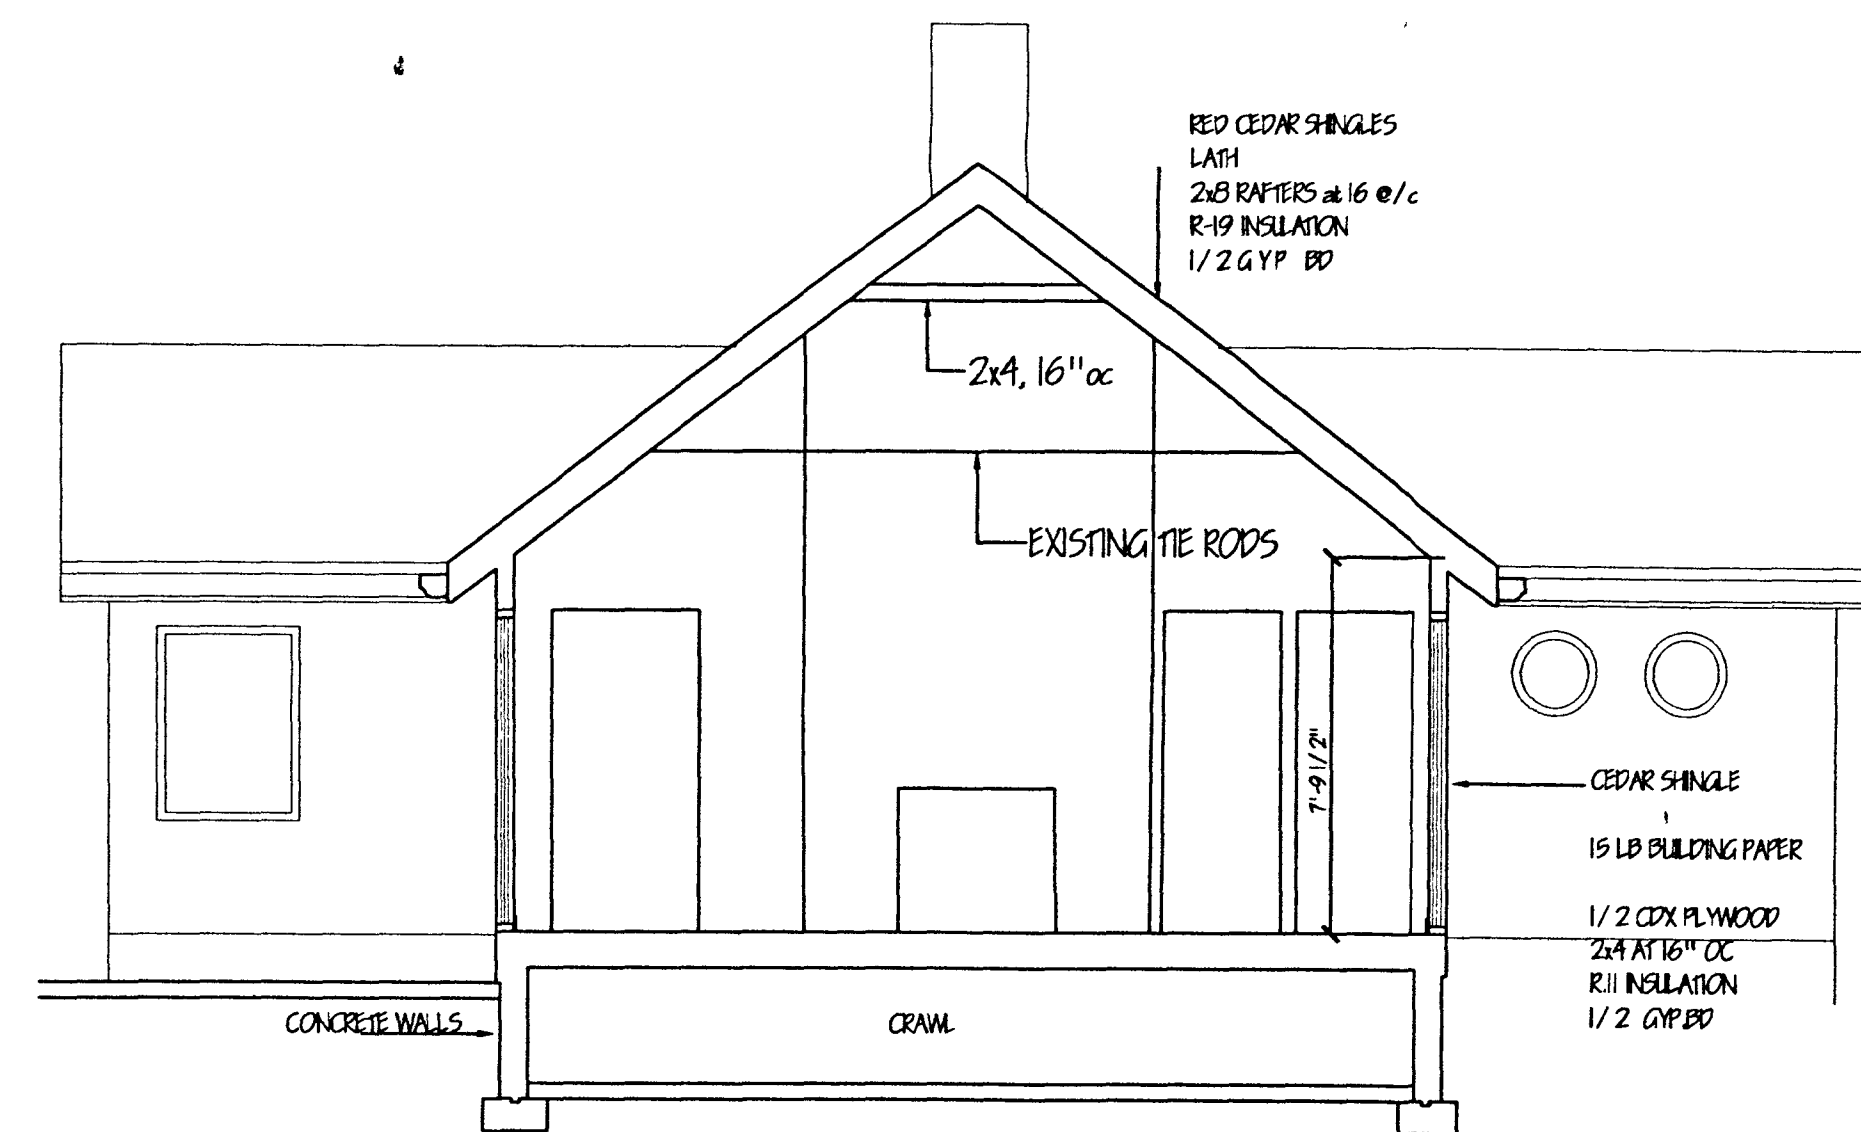 RED CEDAR SHINGLES
LATH
2x8 RAFTERS at 16 @/c
R-19 INSULATION
1/2 GYP BD
2x4, 16" OC
EXISTING TIE RODS
7'-9 1/2"
CEDAR SHINGLE
15 LB BUILDING PAPER
1/2 CDX PLYWOOD
2x4 AT 16" OC
R.11 INSULATION
1/2 GYP.BD
CONCRETE WALLS
CRAWL